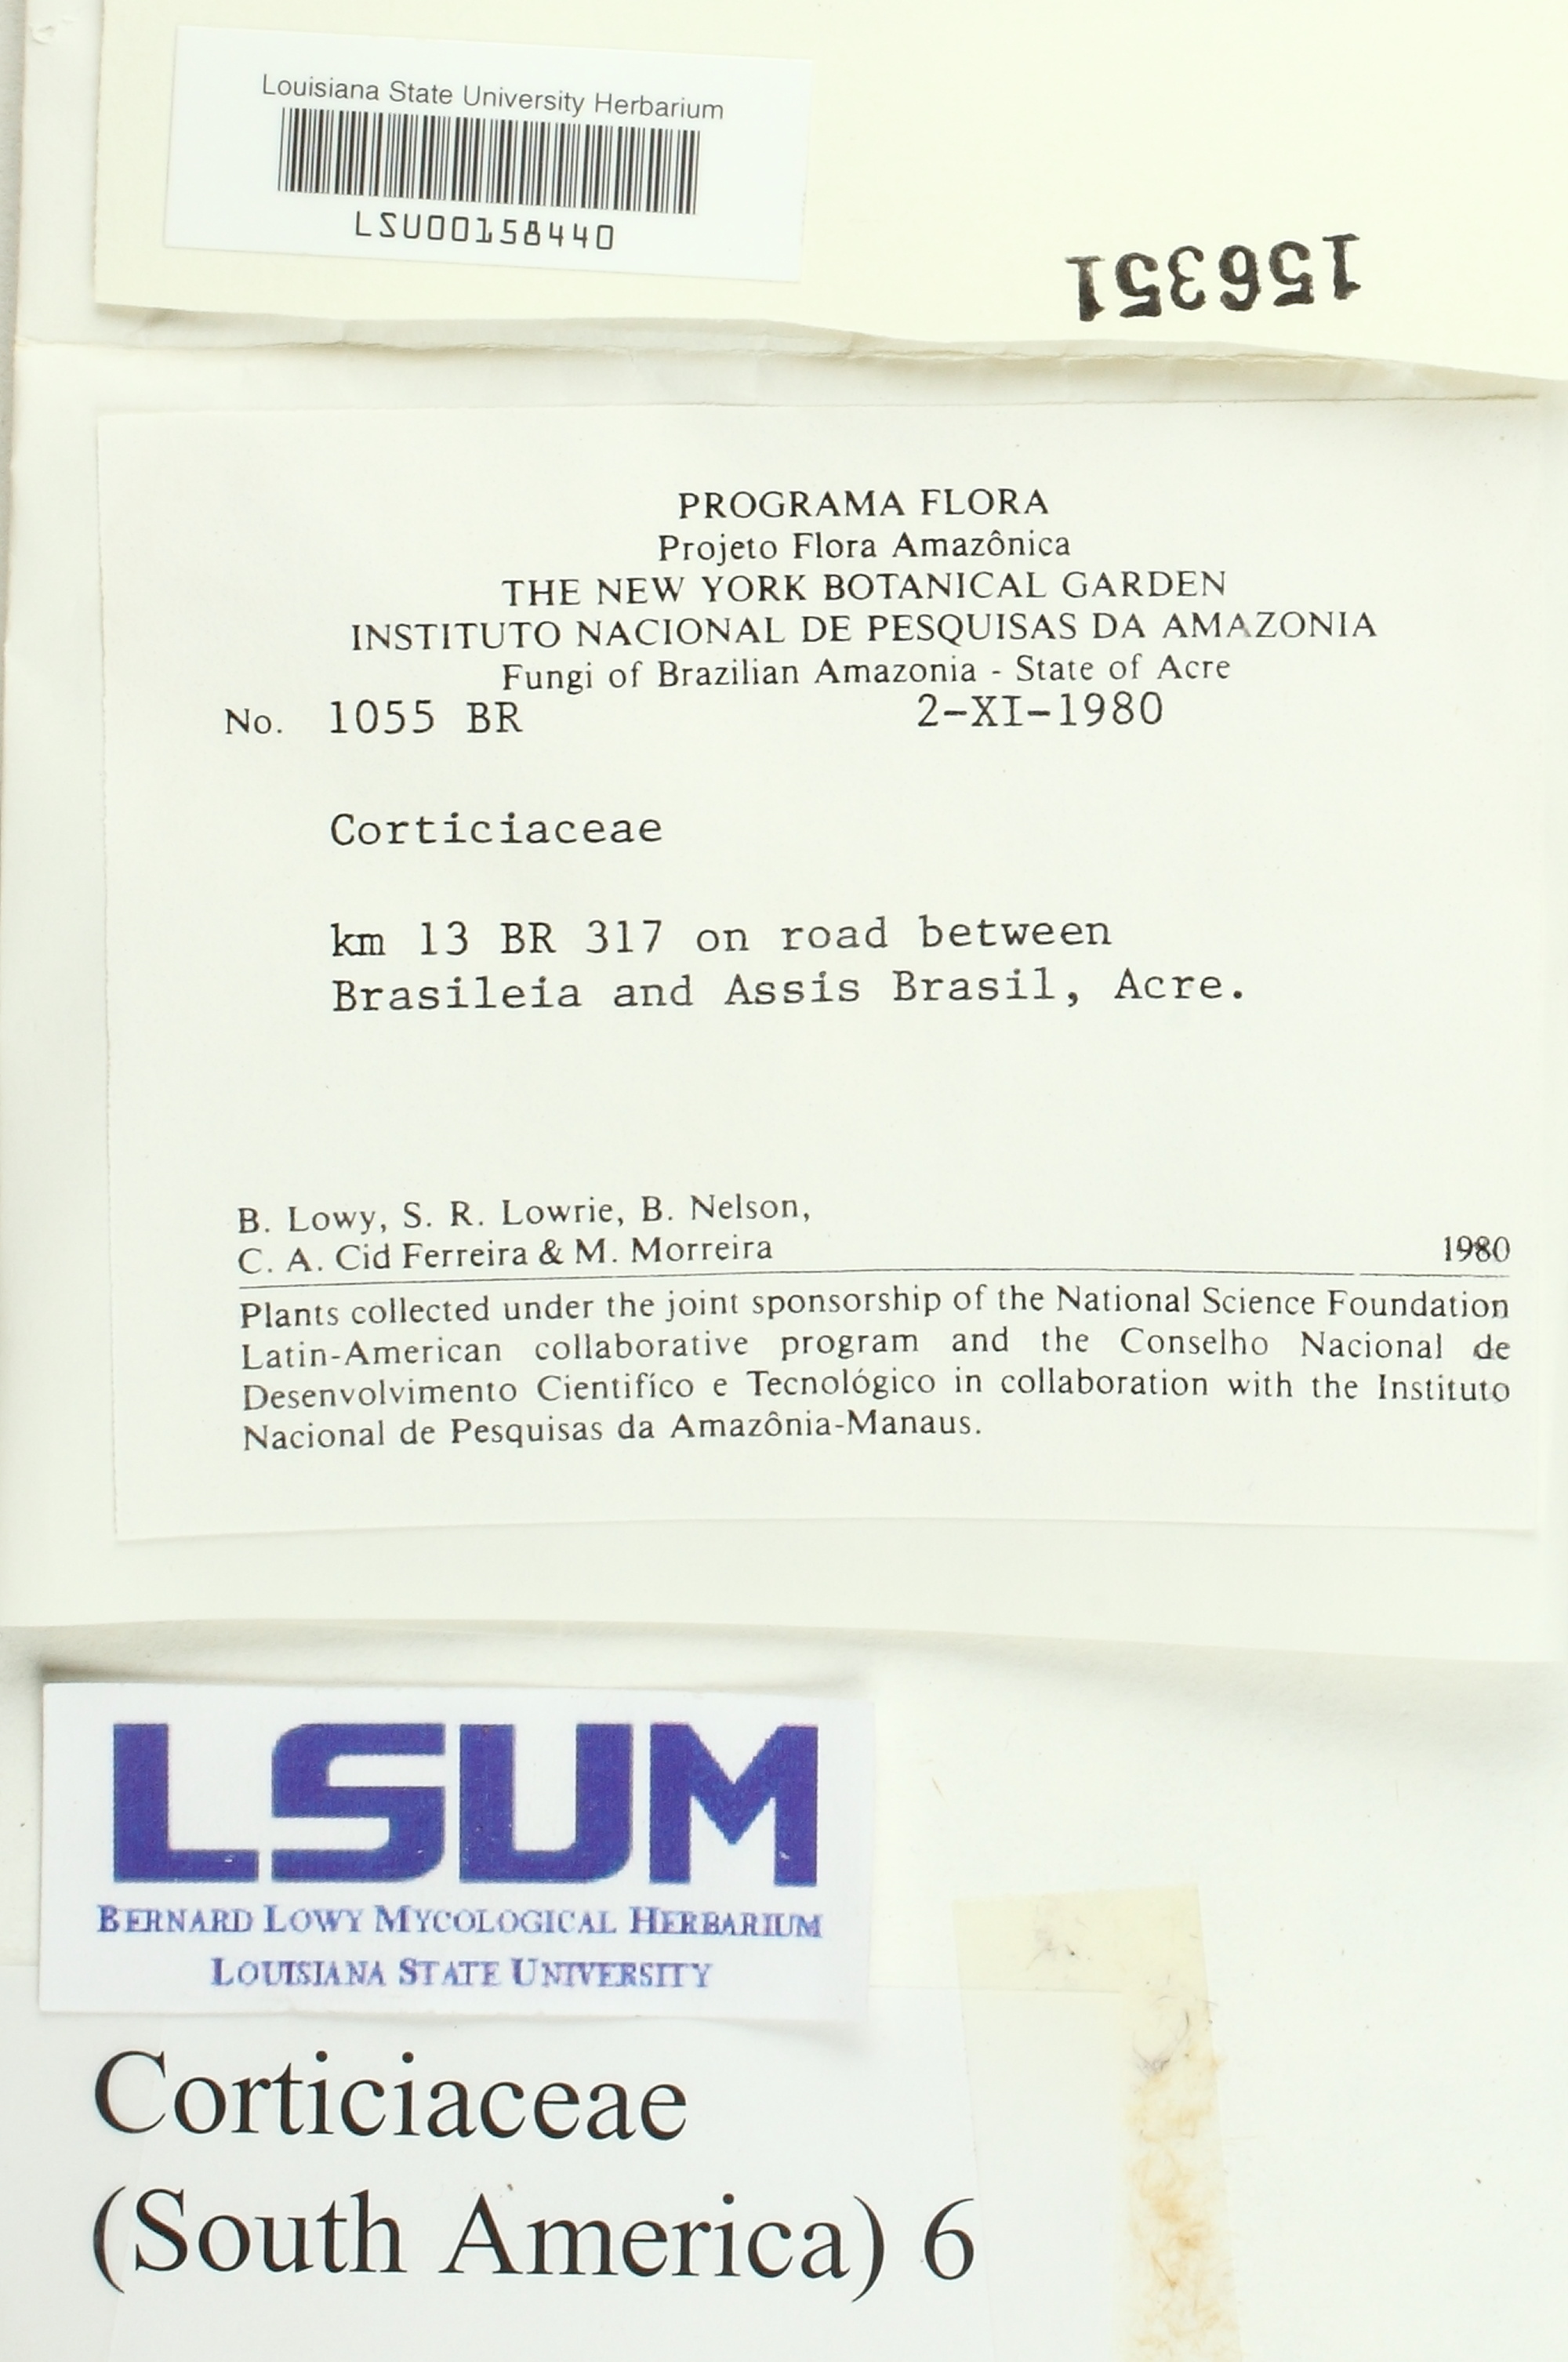 Louisiana State University Herbarium
LSU00158440
156351
PROGRAMA FLORA
Projeto Flora Amazônica
THE NEW YORK BOTANICAL GARDEN
INSTITUTO NACIONAL DE PESQUISAS DA AMAZONIA
Fungi of Brazilian Amazonia - State of Acre
No. 1055 BR 2-XI-1980
Corticiaceae
km 13 BR 317 on road between
Brasileia and Assis Brasil, Acre.
B. Lowy, S. R. Lowrie, B. Nelson,
C. A. Cid Ferreira & M. Morreira 1980
Plants collected under the joint sponsorship of the National Science Foundation
Latin-American collaborative program and the Conselho Nacional de
Desenvolvimento Cientifíco e Tecnológico in collaboration with the Instituto
Nacional de Pesquisas da Amazônia-Manaus.
LSUM
BERNARD LOWY MYCOLOGICAL HERBARIUM
LOUISIANA STATE UNIVERSITY
Corticiaceae
(South America) 6